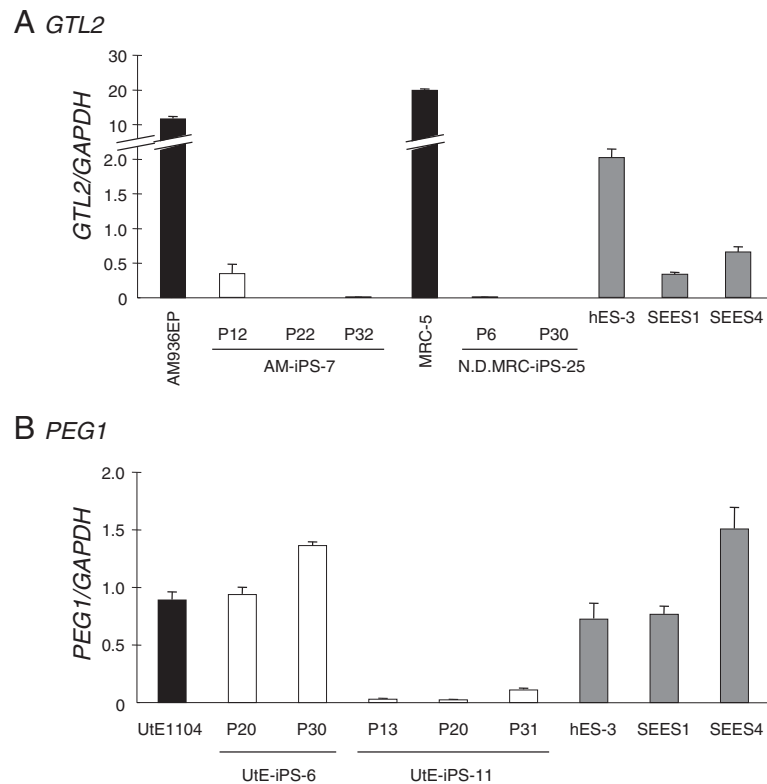 A GTL2
GTL2/GAPDH
30
20
10
2.0
1.5
1.0
0.5
0
AM936EP
P12 P22 P32
AM-iPS-7
MRC-5
P6 P30
N.D.MRC-iPS-25
hES-3 SEES1 SEES4
B PEG1
PEG1/GAPDH
2.0
1.5
1.0
0.5
0
UtE1104 P20 P30 P13 P20 P31 hES-3 SEES1 SEES4
UtE-iPS-6 UtE-iPS-11